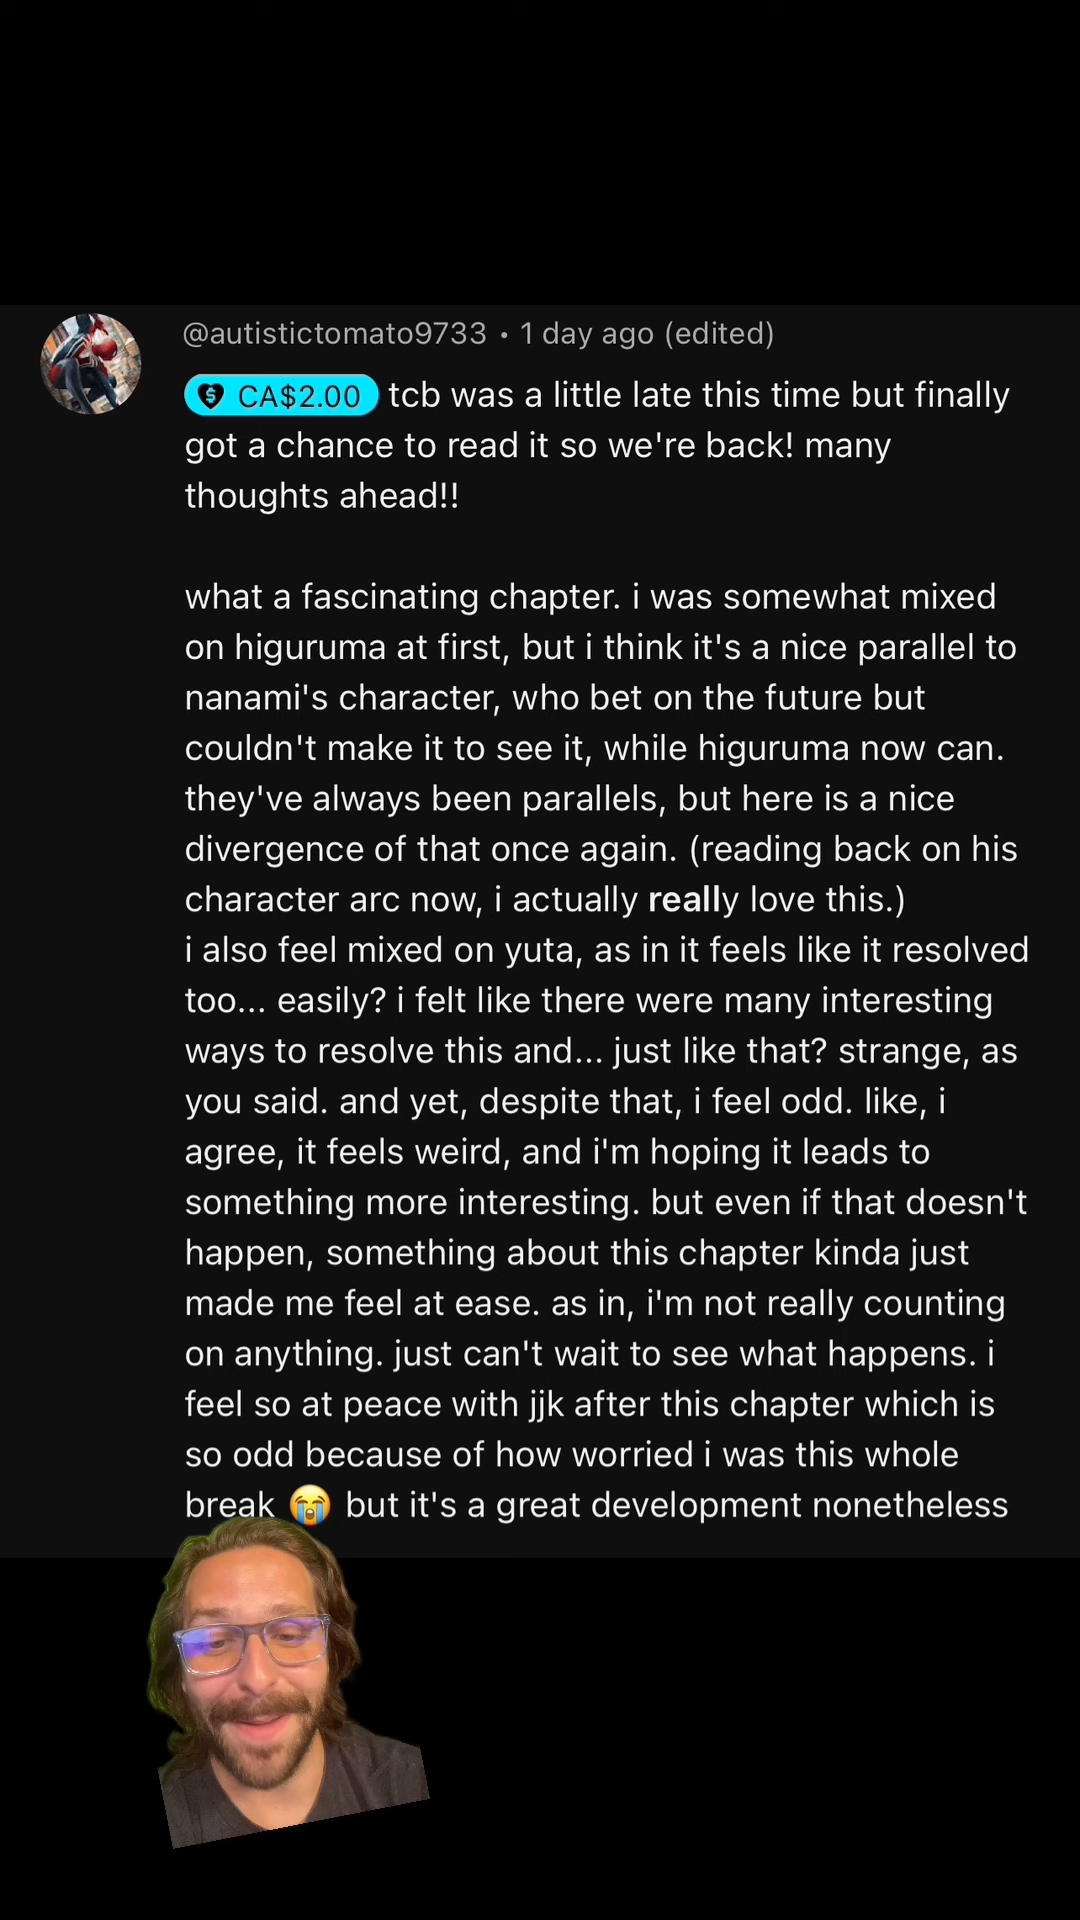 @autistictomato9733 • 1 day ago (edited)
CA$2.00 tcb was a little late this time but finally
got a chance to read it so we're back! many
thoughts ahead!!
what a fascinating chapter. i was somewhat mixed
on higuruma at first, but i think it's a nice parallel to
nanami's character, who bet on the future but
couldn't make it to see it, while higuruma now can.
they've always been parallels, but here is a nice
divergence of that once again. (reading back on his
character arc now, i actually really love this.)
i also feel mixed on yuta, as in it feels like it resolved
too... easily? i felt like there were many interesting
ways to resolve this and... just like that? strange, as
you said. and yet, despite that, i feel odd. like, i
agree, it feels weird, and i'm hoping it leads to
something more interesting. but even if that doesn't
happen, something about this chapter kinda just
made me feel at ease. as in, i'm not really counting
on anything. just can't wait to see what happens. i
feel so at peace with jjk after this chapter which is
so odd because of how worried i was this whole
break 😭 but it's a great development nonetheless